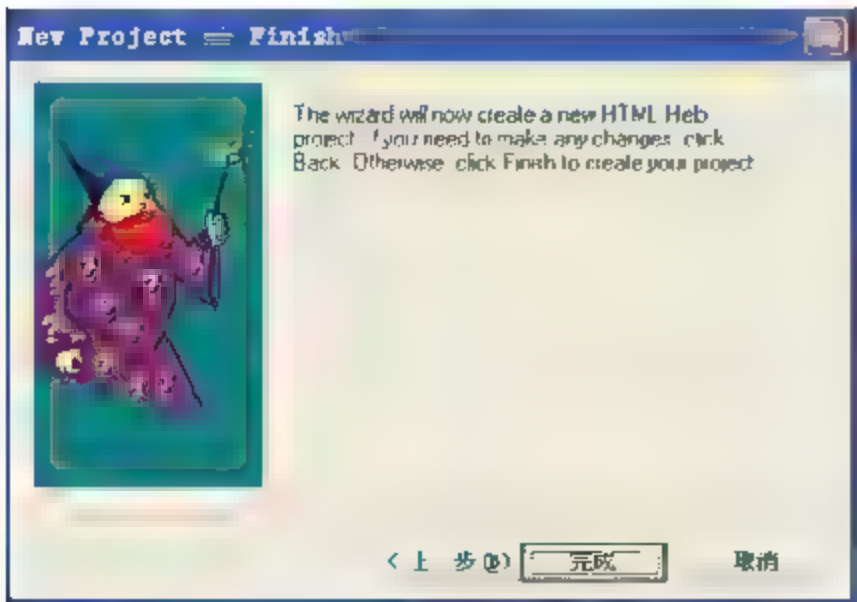 New Project - Finish
The wizard will now create a new HTML Help
project. If you need to make any changes, click
Back. Otherwise, click Finish to create your project
< 上一步(B) 完成 取消